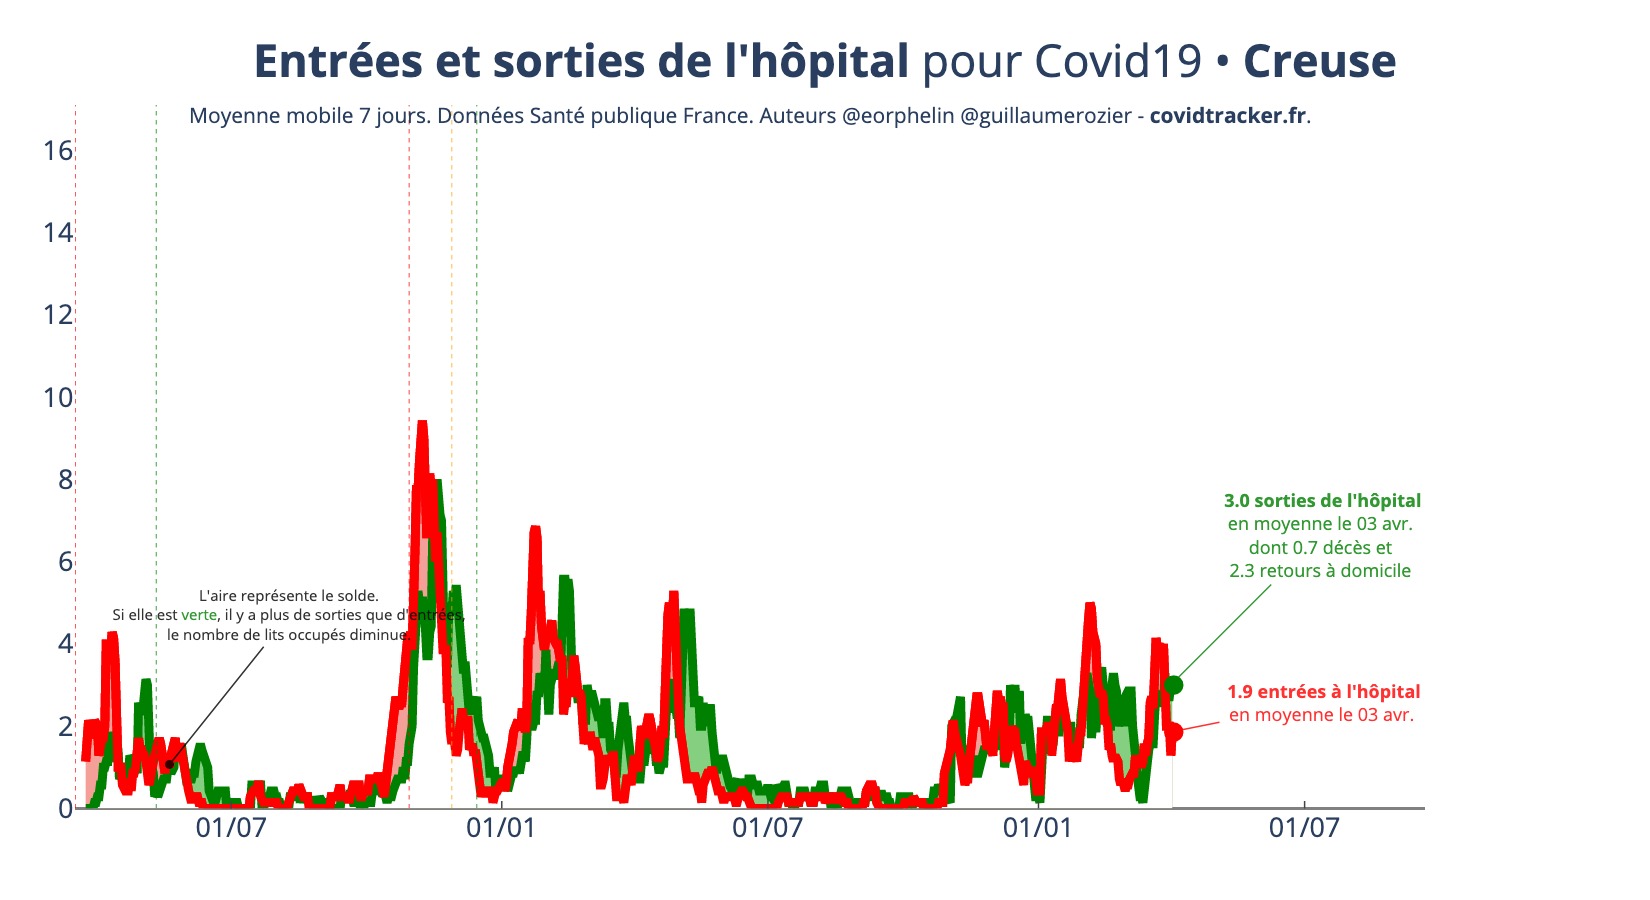 Entrées et sorties de l'hôpital pour Covid19 • Creuse
Moyenne mobile 7 jours. Données Santé publique France. Auteurs @eorphelin @guillaumerozier - covidtracker.fr.
16
14
12
10
8
6
4
2
0
L'aire représente le solde.
Si elle est verte, il y a plus de sorties que d'entrées,
le nombre de lits occupés diminue.
3.0 sorties de l'hôpital
en moyenne le 03 avr.
dont 0.7 décès et
2.3 retours à domicile
1.9 entrées à l'hôpital
en moyenne le 03 avr.
01/07
01/01
01/07
01/01
01/07